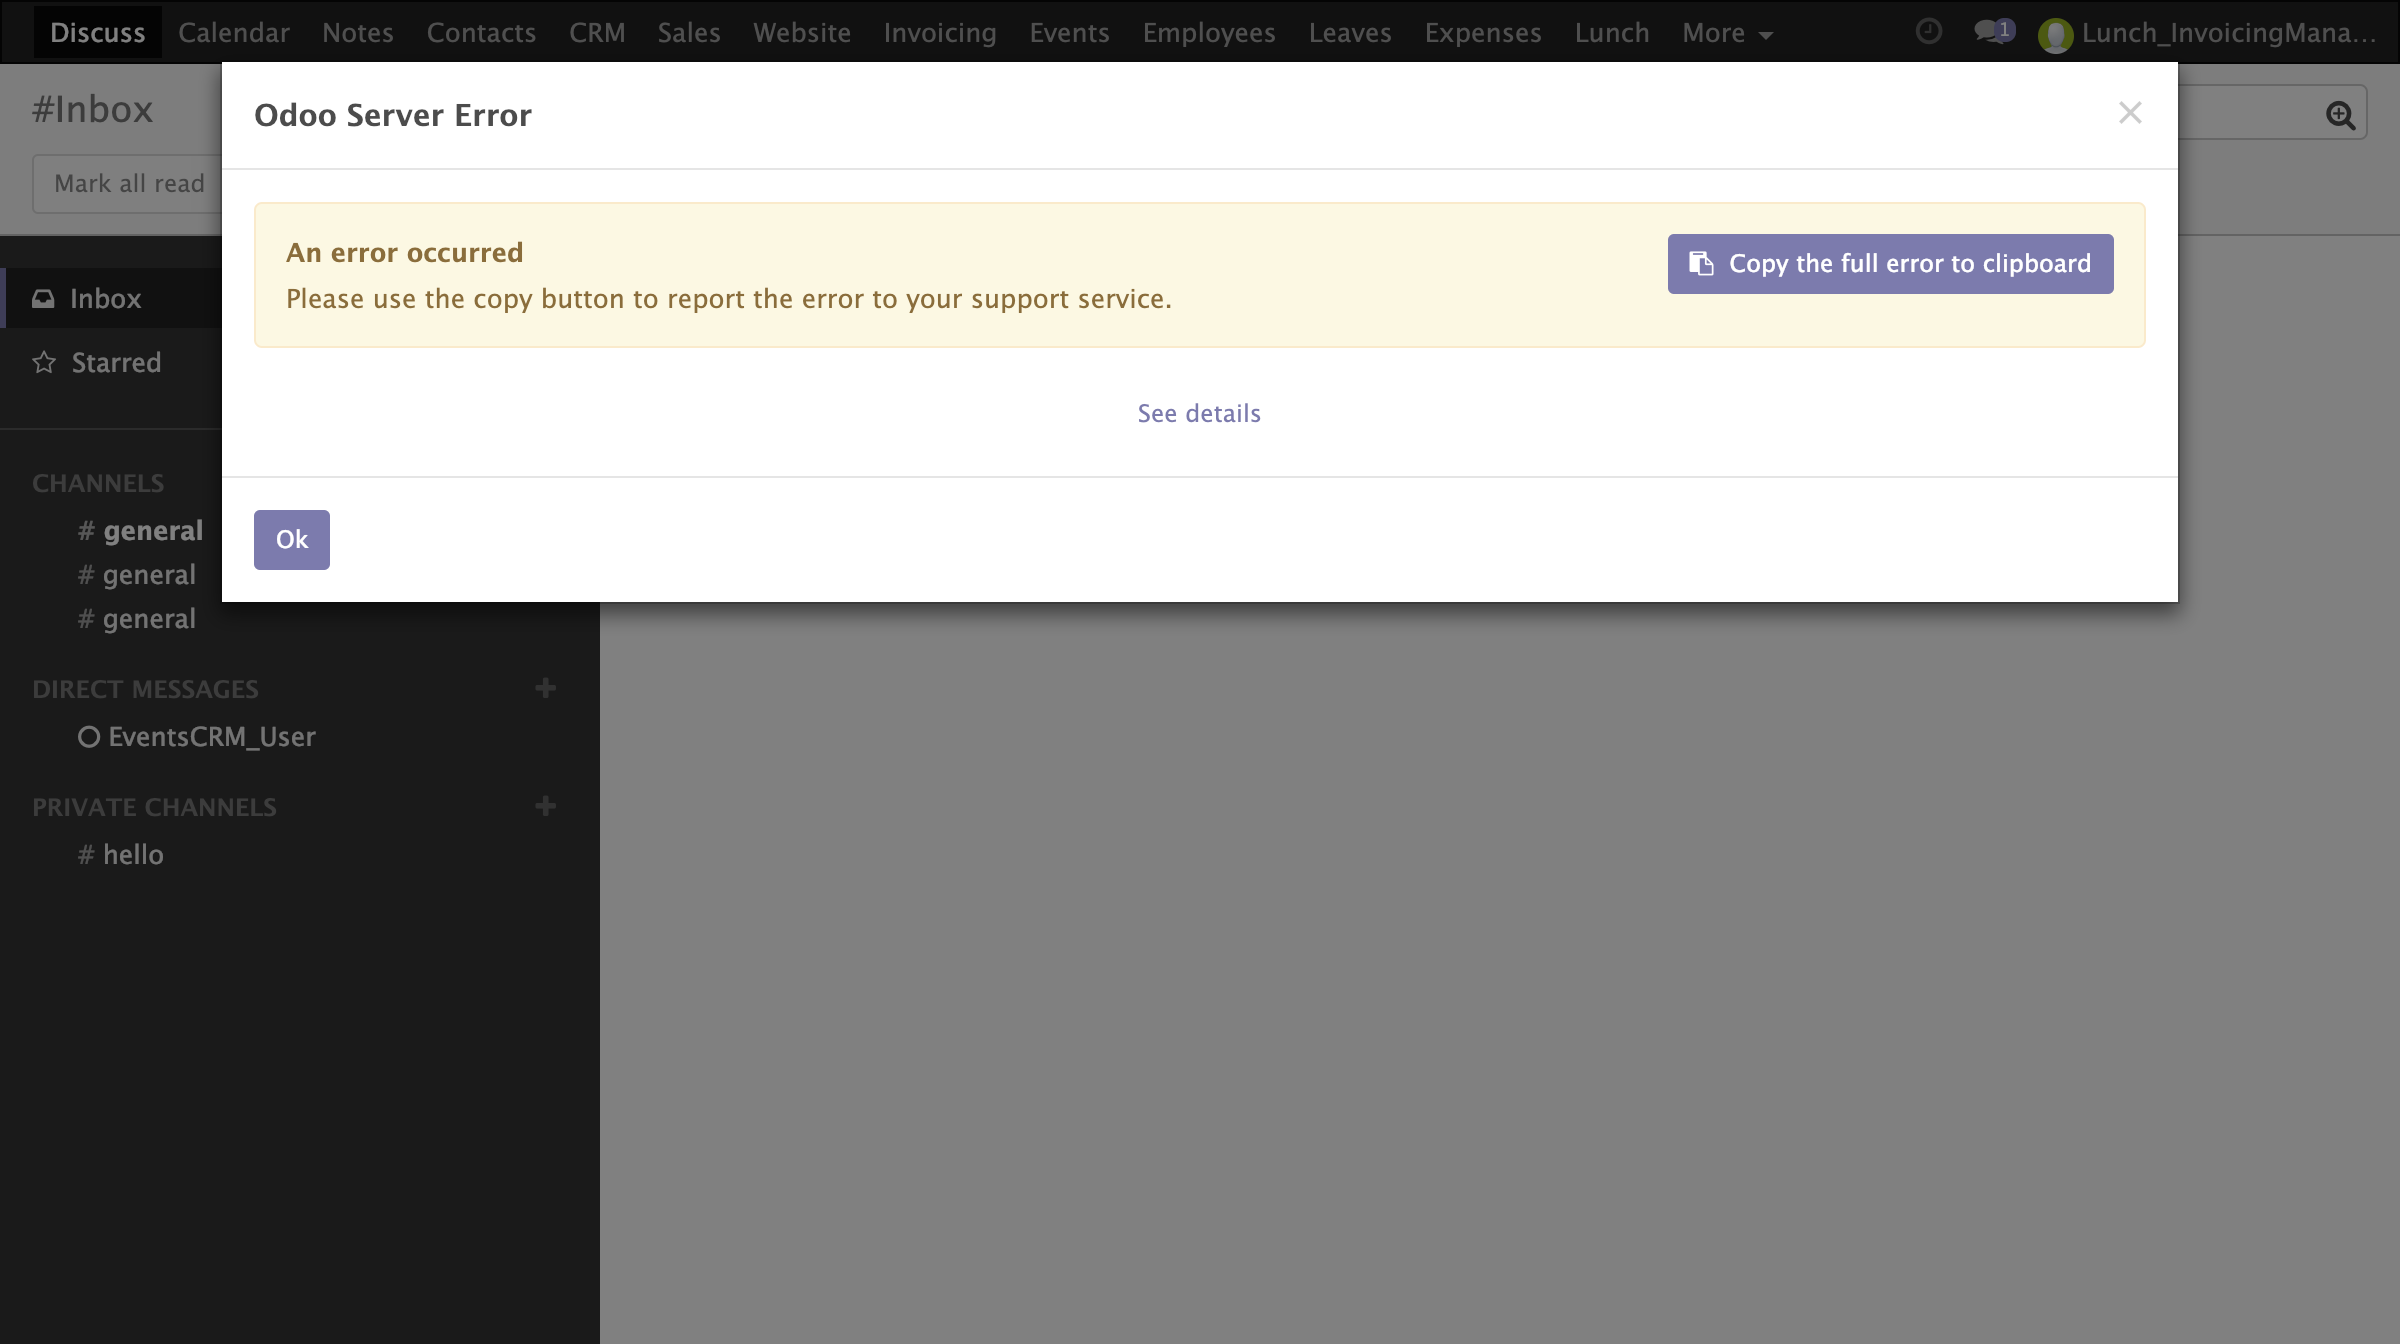 Discuss Calendar Notes Contacts CRM Sales Website Invoicing Events Employees Leaves Expenses Lunch More 1 Lunch_InvoicingMana...
#Inbox
Mark all read
Odoo Server Error
An error occurred
Please use the copy button to report the error to your support service.
Copy the full error to clipboard
See details
Ok
Inbox
Starred
CHANNELS
# general
# general
# general
DIRECT MESSAGES
EventsCRM_User
PRIVATE CHANNELS
# hello